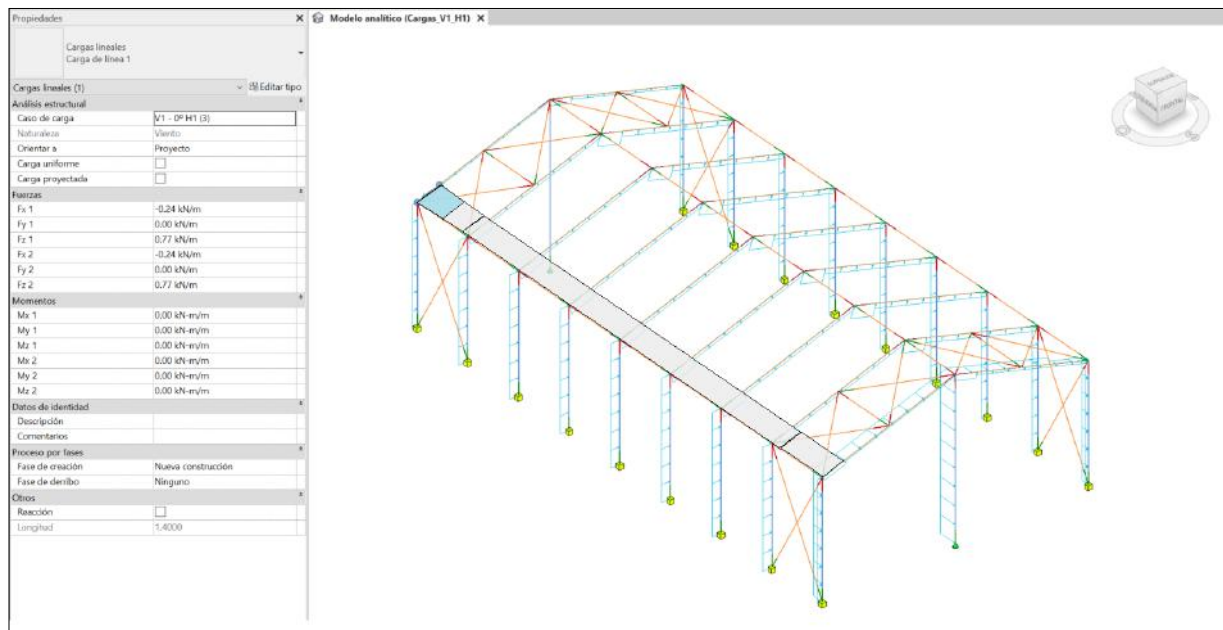 Propiedades
Modelo analítico (Cargas_V1_H1)
Cargas lineales
Carga de línea 1
Cargas lineales (1)
Editar tipo
Análisis estructural
Caso de carga V1 - 0º H1 (3)
Naturaleza Viento
Orientar a Proyecto
Carga uniforme
Carga proyectada
Fuerzas
Fx 1 -0.24 kN/m
Fy 1 0.00 kN/m
Fz 1 0.77 kN/m
Fx 2 -0.24 kN/m
Fy 2 0.00 kN/m
Fz 2 0.77 kN/m
Momentos
Mx 1 0.00 kN-m/m
My 1 0.00 kN-m/m
Mz 1 0.00 kN-m/m
Mx 2 0.00 kN-m/m
My 2 0.00 kN-m/m
Mz 2 0.00 kN-m/m
Datos de identidad
Descripción
Comentarios
Proceso por fases
Fase de creación Nueva construcción
Fase de derribo Ninguno
Otros
Reacción
Longitud 1,4000